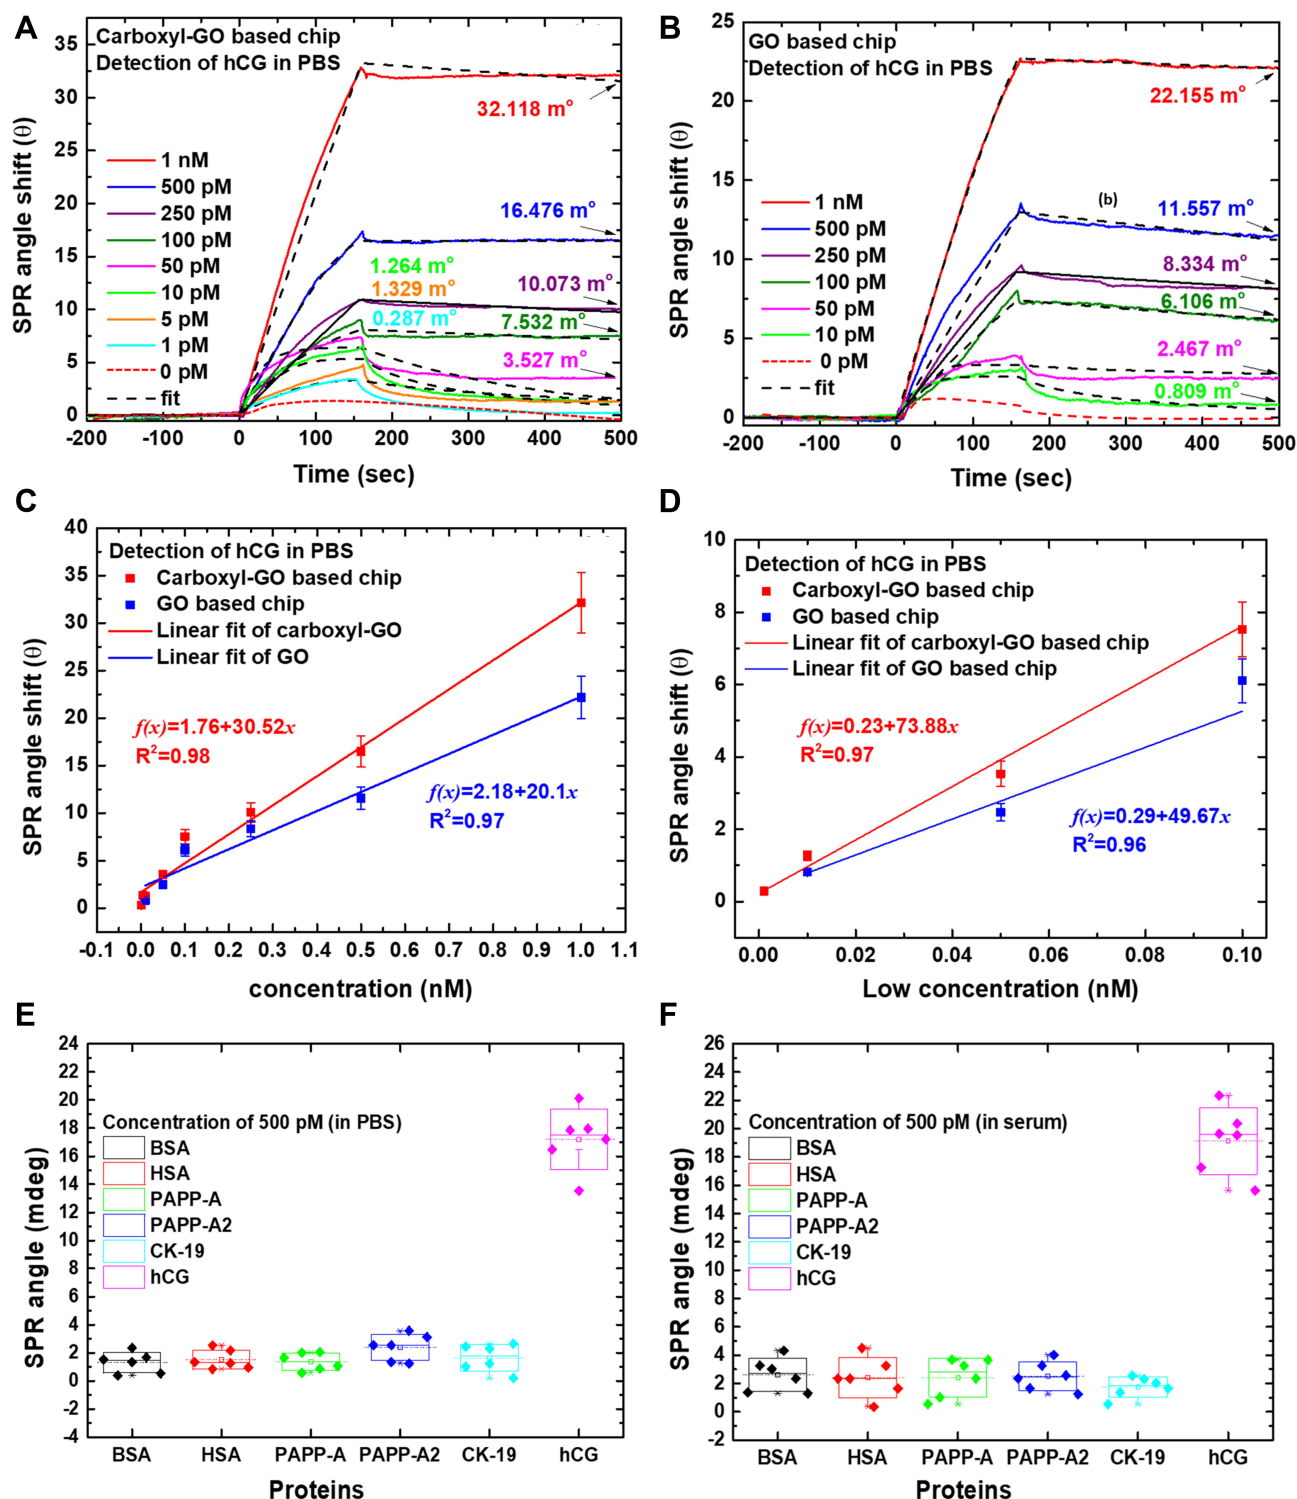 A
Carboxyl-GO based chip
Detection of hCG in PBS
35
30
25
20
15
10
5
0
SPR angle shift (θ)
1 nM
500 pM
250 pM
100 pM
50 pM
10 pM
5 pM
1 pM
0 pM
fit
32.118 m°
16.476 m°
1.264 m°
1.329 m°
10.073 m°
0.287 m°
7.532 m°
3.527 m°
-200 -100 0 100 200 300 400 500
Time (sec)
B
GO based chip
Detection of hCG in PBS
25
20
15
10
5
0
SPR angle shift (θ)
1 nM
500 pM
250 pM
100 pM
50 pM
10 pM
0 pM
fit
22.155 m°
(b)
11.557 m°
8.334 m°
6.106 m°
2.467 m°
0.809 m°
-200 -100 0 100 200 300 400 500
Time (sec)
C
Detection of hCG in PBS
Carboxyl-GO based chip
GO based chip
Linear fit of carboxyl-GO
Linear fit of GO
40
35
30
25
20
15
10
5
0
SPR angle shift (θ)
f(x)=1.76+30.52x
R²=0.98
f(x)=2.18+20.1x
R²=0.97
-0.1 0.0 0.1 0.2 0.3 0.4 0.5 0.6 0.7 0.8 0.9 1.0 1.1
concentration (nM)
D
Detection of hCG in PBS
Carboxyl-GO based chip
GO based chip
Linear fit of carboxyl-GO based chip
Linear fit of GO based chip
10
8
6
4
2
0
SPR angle shift (θ)
f(x)=0.23+73.88x
R²=0.97
f(x)=0.29+49.67x
R²=0.96
0.00 0.02 0.04 0.06 0.08 0.10
Low concentration (nM)
E
24
22
20
18
16
14
12
10
8
6
4
2
0
-2
-4
SPR angle (mdeg)
Concentration of 500 pM (in PBS)
BSA
HSA
PAPP-A
PAPP-A2
CK-19
hCG
BSA HSA PAPP-A PAPP-A2 CK-19 hCG
Proteins
F
26
24
22
20
18
16
14
12
10
8
6
4
2
0
-2
SPR angle (mdeg)
Concentration of 500 pM (in serum)
BSA
HSA
PAPP-A
PAPP-A2
CK-19
hCG
BSA HSA PAPP-A PAPP-A2 CK-19 hCG
Proteins